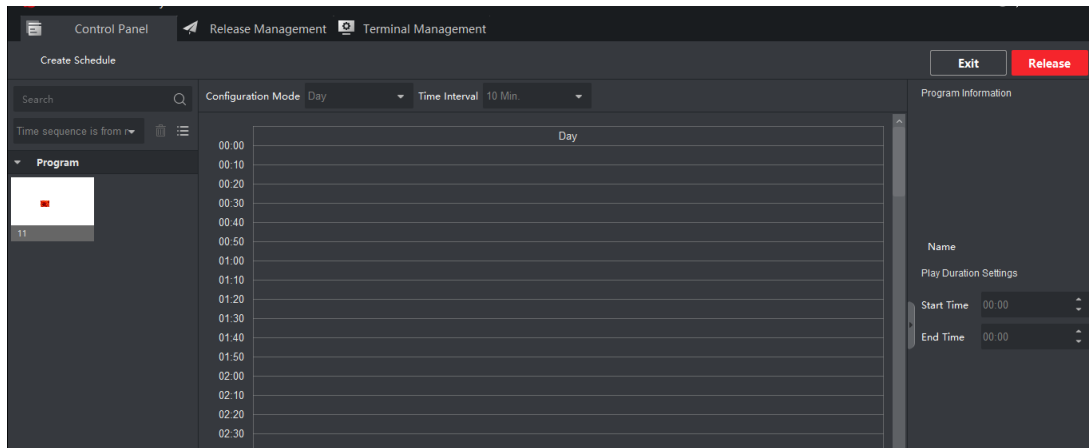 Control Panel
Release Management
Terminal Management
Create Schedule
Exit
Release
Search
Configuration Mode Day
Time Interval 10 Min.
Program Information
Time sequence is from r
Day
Program
11
00:00
00:10
00:20
00:30
00:40
00:50
01:00
01:10
01:20
01:30
01:40
01:50
02:00
02:10
02:20
02:30
Name
Play Duration Settings
Start Time 00:00
End Time 00:00